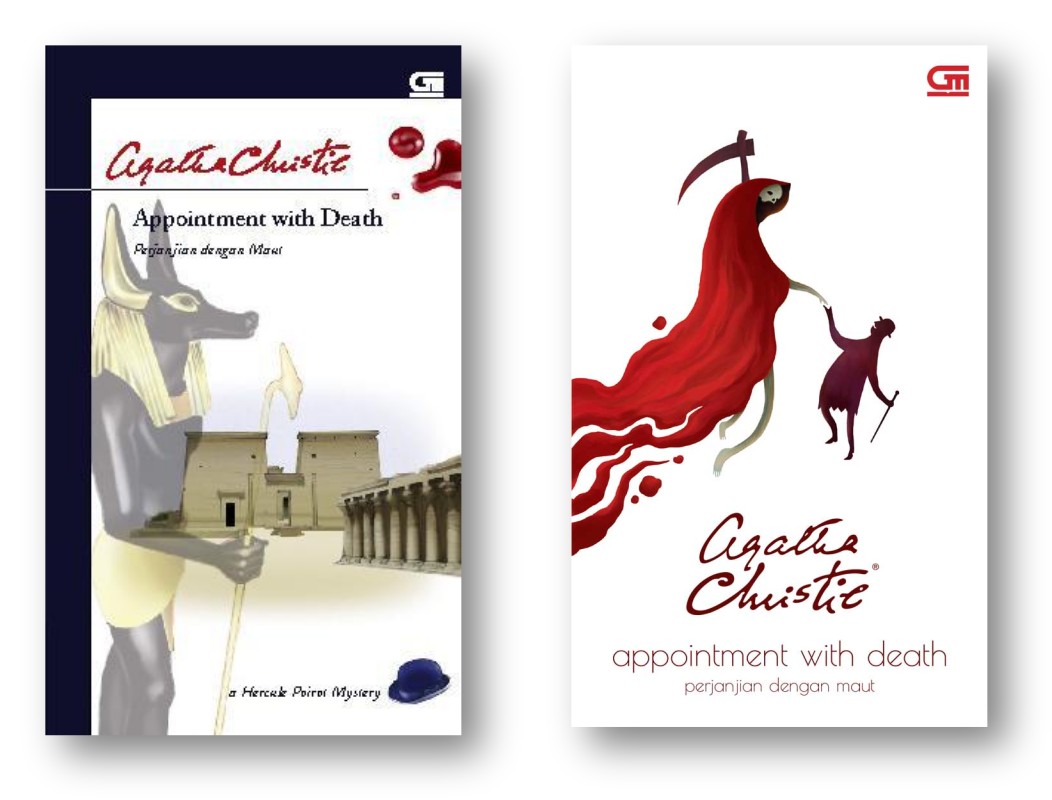 GM
Agatha Christie
Appointment with Death
Perjanjian dengan Maut
a Hercule Poirot Mystery
GM
Agatha
Christie®
appointment with death
perjanjian dengan maut